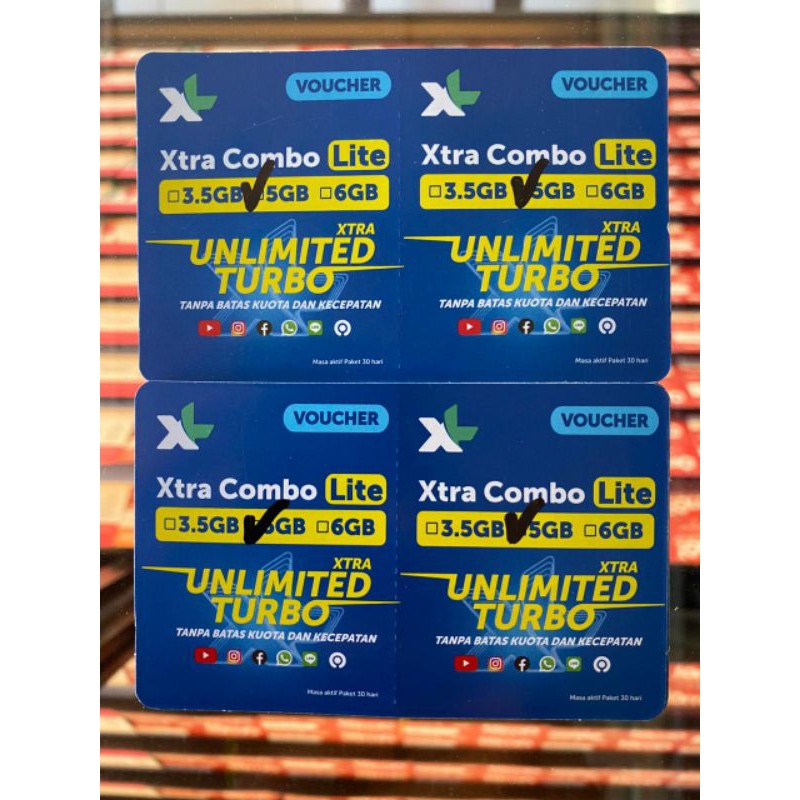 XL VOUCHER
Xtra Combo Lite
3.5GB 5GB 6GB
XTRA
UNLIMITED
TURBO
TANPA BATAS KUOTA DAN KECEPATAN
Masa aktif Paket 30 hari
XL VOUCHER
Xtra Combo Lite
3.5GB 5GB 6GB
XTRA
UNLIMITED
TURBO
TANPA BATAS KUOTA DAN KECEPATAN
Masa aktif Paket 30 hari
XL VOUCHER
Xtra Combo Lite
3.5GB 5GB 6GB
XTRA
UNLIMITED
TURBO
TANPA BATAS KUOTA DAN KECEPATAN
Masa aktif Paket 30 hari
XL VOUCHER
Xtra Combo Lite
3.5GB 5GB 6GB
XTRA
UNLIMITED
TURBO
TANPA BATAS KUOTA DAN KECEPATAN
Masa aktif Paket 30 hari